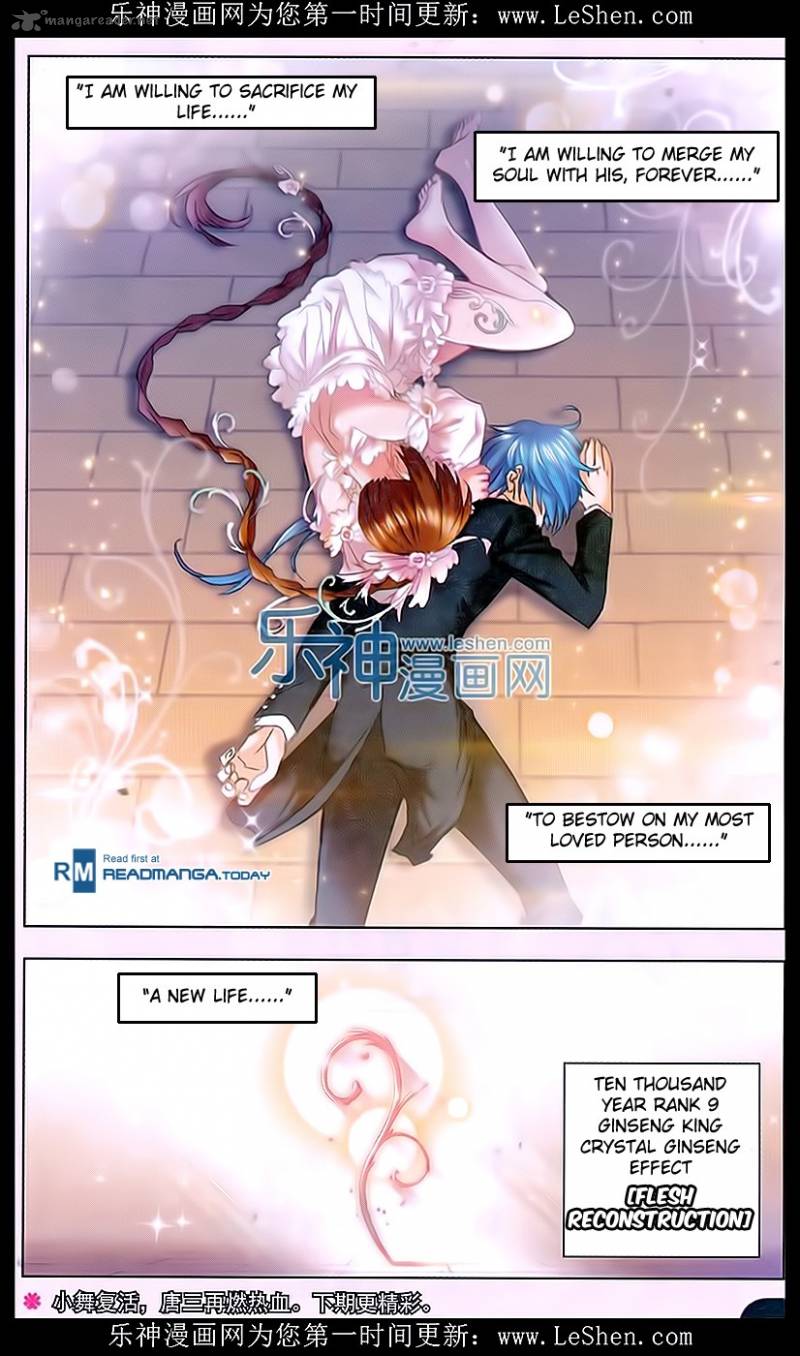 乐神漫画网为您第一时间更新：www.LeShen.com
mangareader.net
"I AM WILLING TO SACRIFICE MY
LIFE......"
"I AM WILLING TO MERGE MY
SOUL WITH HIS, FOREVER......"
乐神漫画网
www.leshen.com
"TO BESTOW ON MY MOST
LOVED PERSON......"
RM
Read first at
READMANGA.TODAY
"A NEW LIFE......"
TEN THOUSAND
YEAR RANK 9
GINSENG KING
CRYSTAL GINSENG
EFFECT
[FLESH
RECONSTRUCTION]
小舞复活，唐三再燃热血。下期更精彩。
乐神漫画网为您第一时间更新：www.LeShen.com